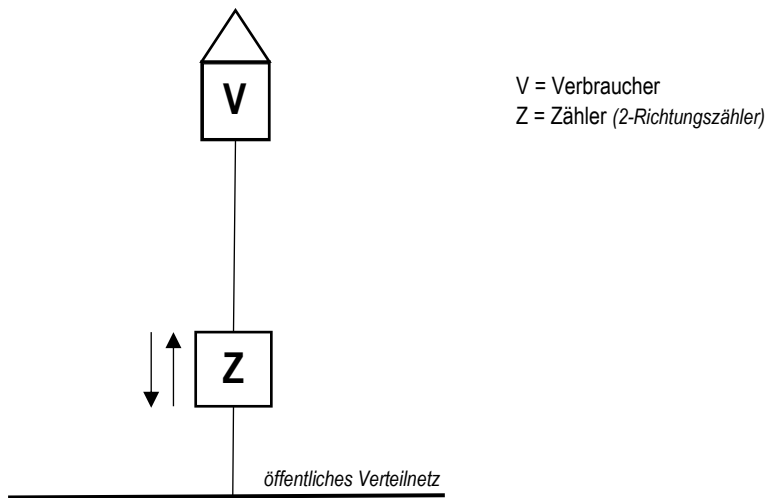 V
V = Verbraucher
Z = Zähler (2-Richtungszähler)
Z
öffentliches Verteilnetz